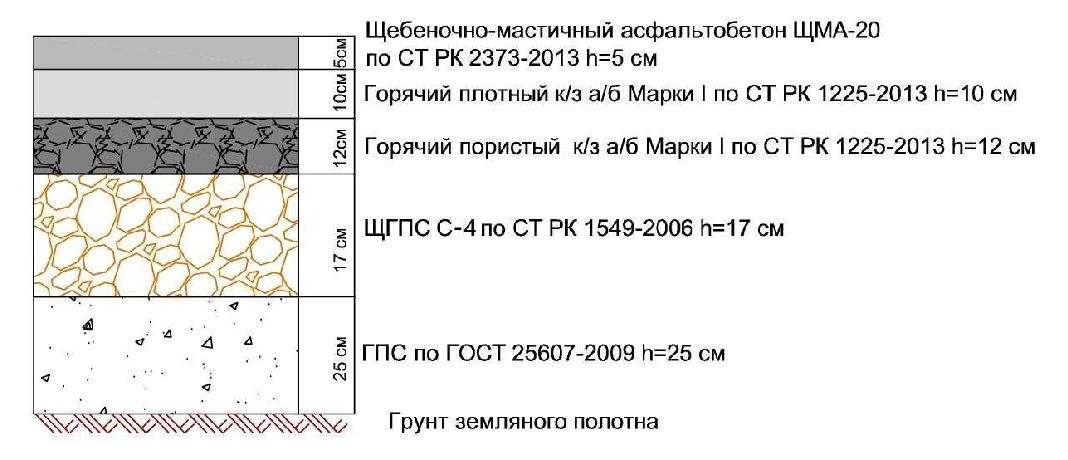 Щебеночно-мастичный асфальтобетон ЩМА-20
5см
по СТ РК 2373-2013 h=5 см
10см
Горячий плотный к/з а/б Марки I по СТ РК 1225-2013 h=10 см
12см
Горячий пористый к/з а/б Марки I по СТ РК 1225-2013 h=12 см
17 см
ЩГПС С-4 по СТ РК 1549-2006 h=17 см
25 см
ГПС по ГОСТ 25607-2009 h=25 см
Грунт земляного полотна